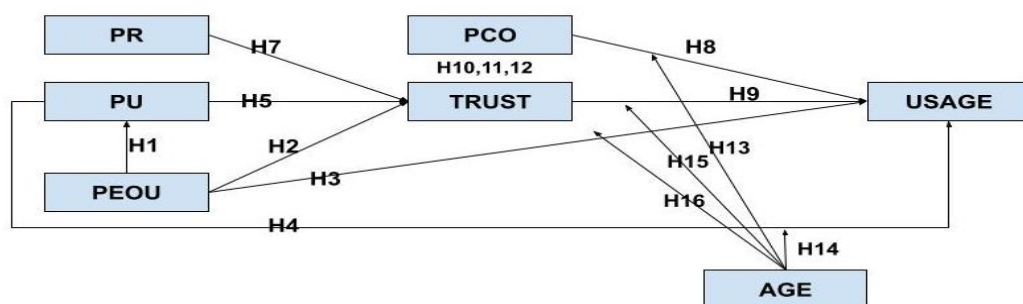 PR
PCO
H7
H8
H10,11,12
PU
H5
TRUST
H9
USAGE
H1
H2
H13
H15
H3
PEOU
H16
H4
H14
AGE